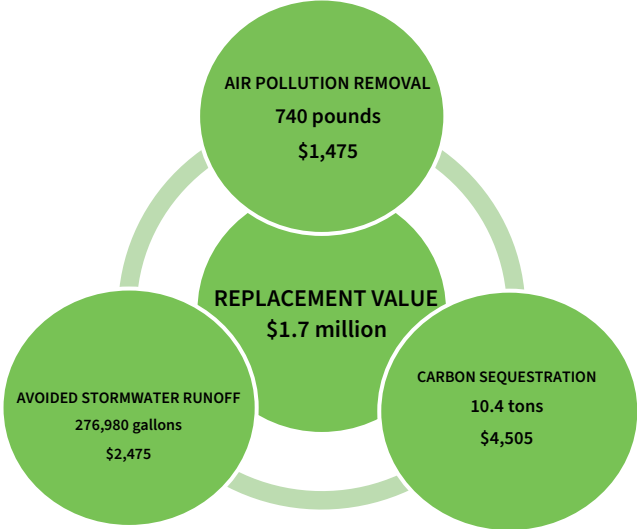 AIR POLLUTION REMOVAL
740 pounds
$1,475
REPLACEMENT VALUE
$1.7 million
AVOIDED STORMWATER RUNOFF
276,980 gallons
$2,475
CARBON SEQUESTRATION
10.4 tons
$4,505